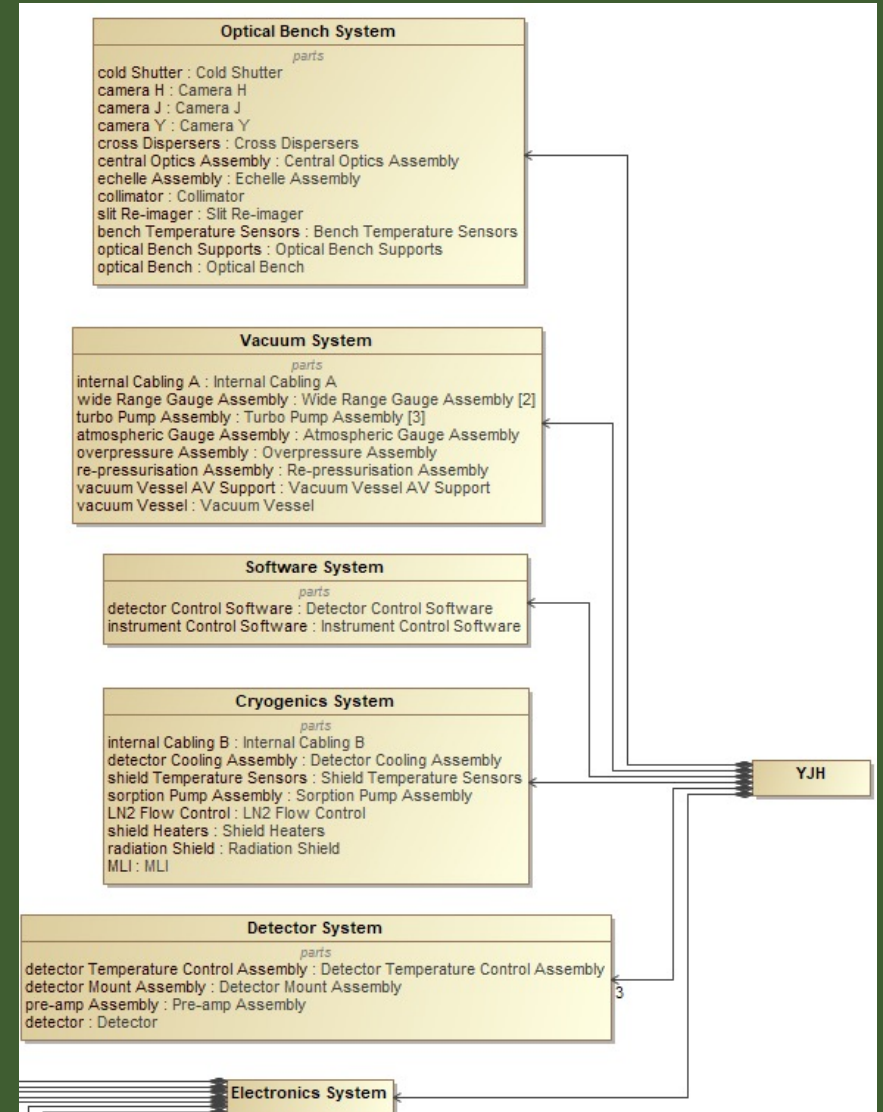 Optical Bench System
parts
cold Shutter : Cold Shutter
camera H : Camera H
camera J : Camera J
camera Y : Camera Y
cross Dispersers : Cross Dispersers
central Optics Assembly : Central Optics Assembly
echelle Assembly : Echelle Assembly
collimator : Collimator
slit Re-imager : Slit Re-imager
bench Temperature Sensors : Bench Temperature Sensors
optical Bench Supports : Optical Bench Supports
optical Bench : Optical Bench
Vacuum System
parts
internal Cabling A : Internal Cabling A
wide Range Gauge Assembly : Wide Range Gauge Assembly [2]
turbo Pump Assembly : Turbo Pump Assembly [3]
atmospheric Gauge Assembly : Atmospheric Gauge Assembly
overpressure Assembly : Overpressure Assembly
re-pressurisation Assembly : Re-pressurisation Assembly
vacuum Vessel AV Support : Vacuum Vessel AV Support
vacuum Vessel : Vacuum Vessel
Software System
parts
detector Control Software : Detector Control Software
instrument Control Software : Instrument Control Software
Cryogenics System
parts
internal Cabling B : Internal Cabling B
detector Cooling Assembly : Detector Cooling Assembly
shield Temperature Sensors : Shield Temperature Sensors
sorption Pump Assembly : Sorption Pump Assembly
LN2 Flow Control : LN2 Flow Control
shield Heaters : Shield Heaters
radiation Shield : Radiation Shield
MLI : MLI
YJH
Detector System
parts
detector Temperature Control Assembly : Detector Temperature Control Assembly
detector Mount Assembly : Detector Mount Assembly
pre-amp Assembly : Pre-amp Assembly
detector : Detector
3
Electronics System